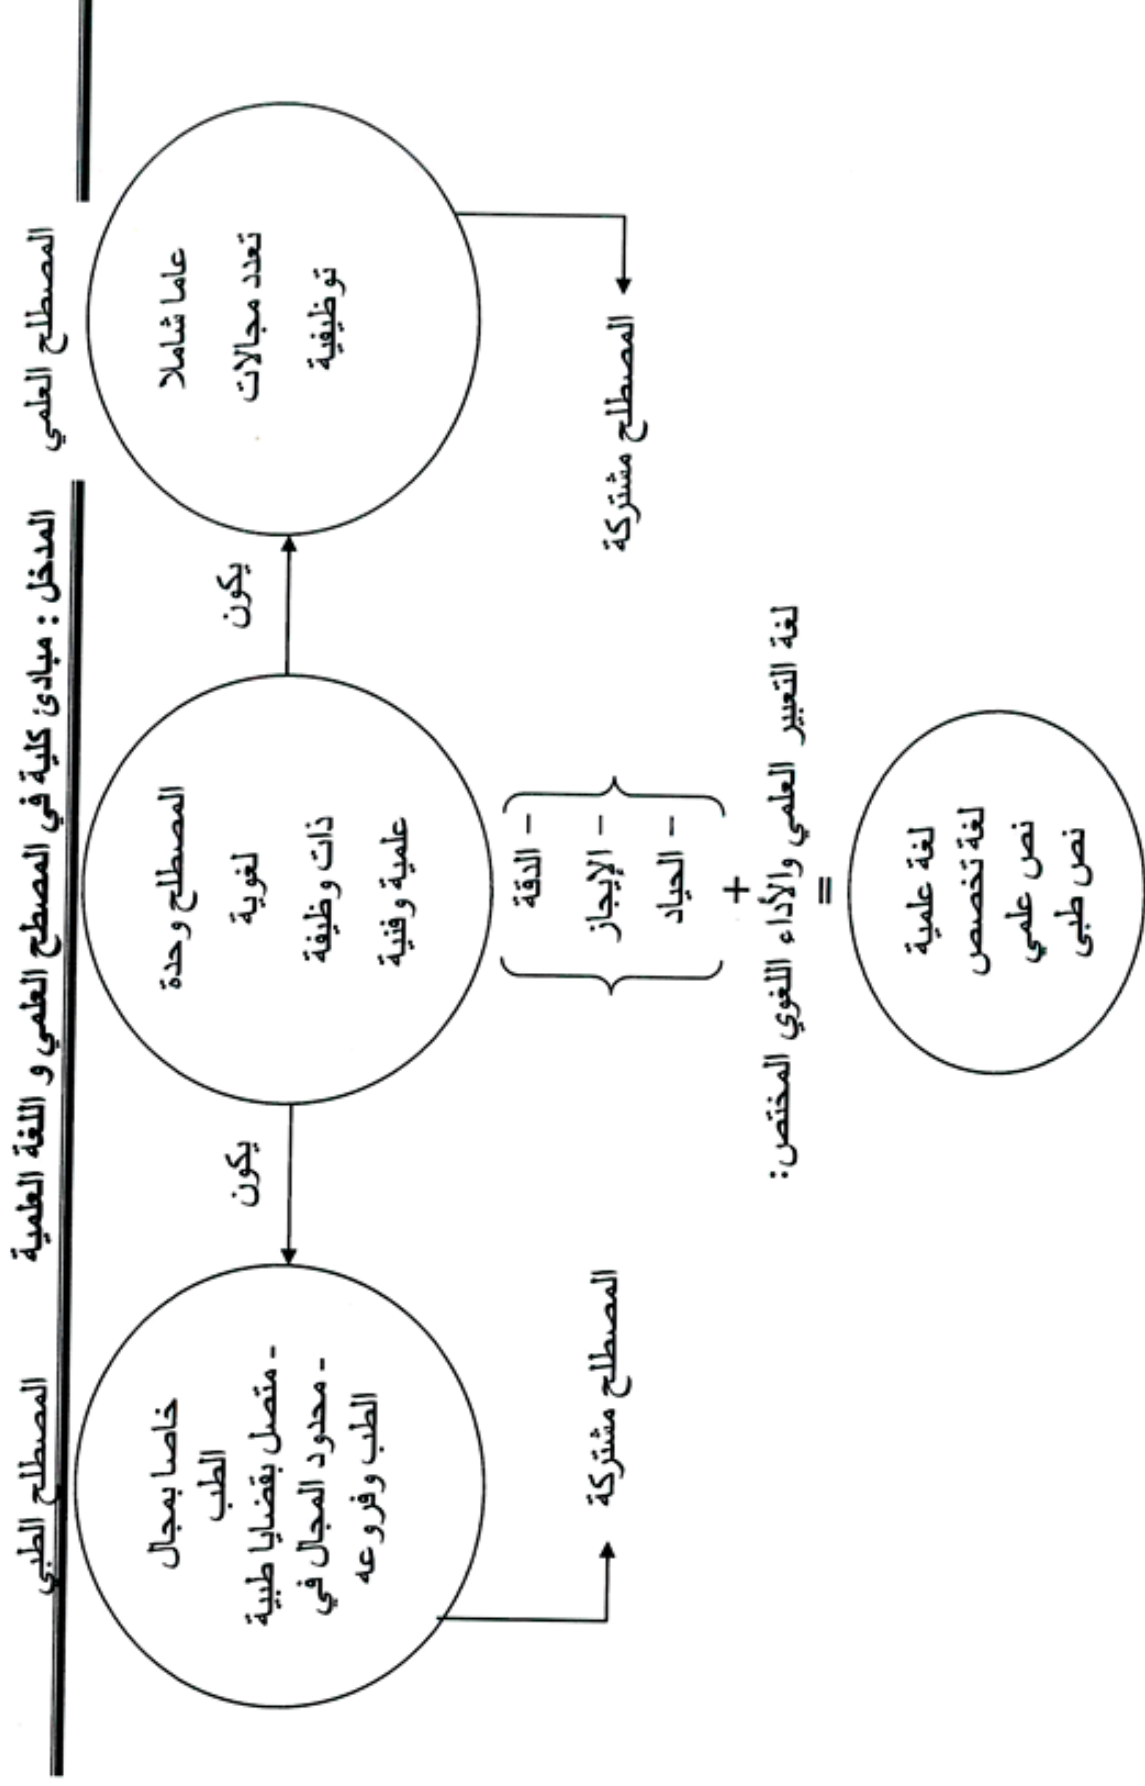 المدخل : مبادئ كلية في المصطح العلمي و اللغة العلمية
المصطلح العلمي
المصطلح الطبي
عاما شاملا
تعدد مجالات
توظيفية
يكون
المصطلح وحدة
لغوية
ذات وظيفة
علمية وفنية
يكون
خاصا بمجال
الطب
- متصل بقضايا طبية
- محدود المجال في
الطب وفروعه
المصطلح مشتركة
المصطلح مشتركة
- الدقة
- الإيجاز
- الحياد
+
لغة التعبير العلمي والأداء اللغوي المختص:
=
لغة علمية
لغة تخصص
نص علمي
نص طبي